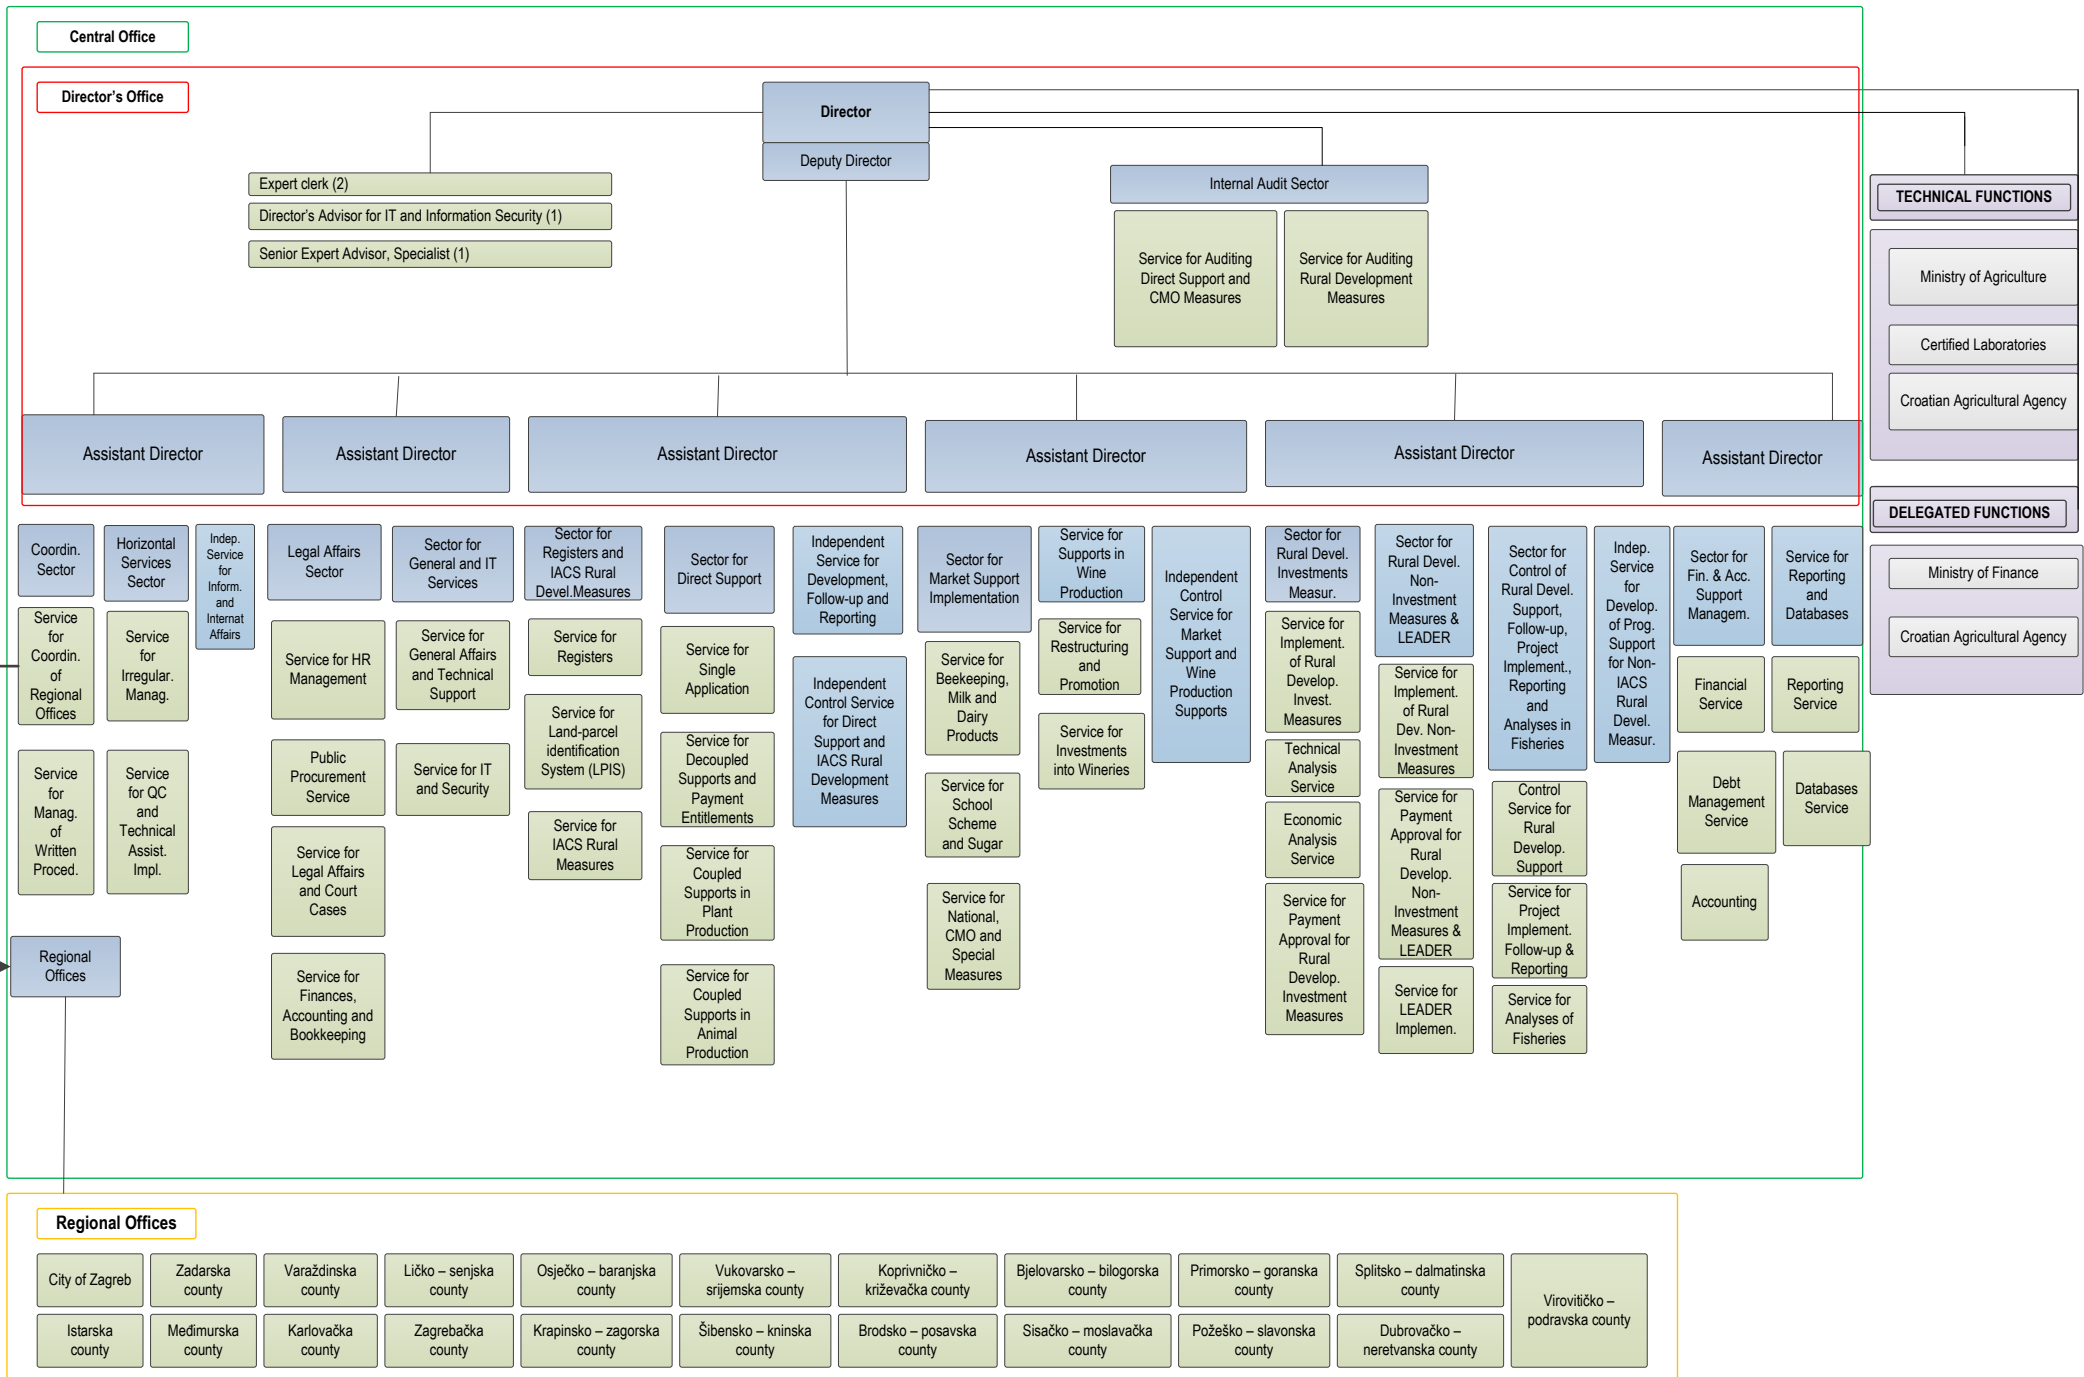 Central Office
Director's Office
Director
Deputy Director
Expert clerk (2)
Director's Advisor for IT and Information Security (1)
Senior Expert Advisor, Specialist (1)
Internal Audit Sector
Service for Auditing
Direct Support and
CMO Measures
Service for Auditing
Rural Development
Measures
TECHNICAL FUNCTIONS
Ministry of Agriculture
Certified Laboratories
Croatian Agricultural Agency
DELEGATED FUNCTIONS
Ministry of Finance
Croatian Agricultural Agency
Assistant Director
Assistant Director
Assistant Director
Assistant Director
Assistant Director
Assistant Director
Coordin.
Sector
Service
for
Coordin.
of
Regional
Offices
Service
for
Manag.
of
Written
Proced.
Regional
Offices
Horizontal
Services
Sector
Service
for
Irregular.
Manag.
Service
for QC
and
Technical
Assist.
Impl.
Indep.
Service
for
Inform.
and
Internat
Affairs
Legal Affairs
Sector
Service for HR
Management
Public
Procurement
Service
Service for
Legal Affairs
and Court
Cases
Service for
Finances,
Accounting and
Bookkeeping
Sector for
General and IT
Services
Service for
General Affairs
and Technical
Support
Service for IT
and Security
Sector for
Registers and
IACS Rural
Devel.Measures
Service for
Registers
Service for
Land-parcel
identification
System (LPIS)
Service for
IACS Rural
Measures
Sector for
Direct Support
Service for
Single
Application
Service for
Decoupled
Supports and
Payment
Entitlements
Service for
Coupled
Supports in
Plant
Production
Service for
Coupled
Supports in
Animal
Production
Independent
Service for
Development,
Follow-up and
Reporting
Independent
Control Service
for Direct
Support and
IACS Rural
Development
Measures
Sector for
Market Support
Implementation
Service for
Beekeeping,
Milk and
Dairy
Products
Service for
School
Scheme
and Sugar
Service for
National,
CMO and
Special
Measures
Service for
Supports in
Wine
Production
Service for
Restructuring
and
Promotion
Service for
Investments
into Wineries
Independent
Control
Service for
Market
Support and
Wine
Production
Supports
Sector for
Rural Devel.
Investments
Measur.
Service for
Implement.
of Rural
Develop.
Invest.
Measures
Technical
Analysis
Service
Economic
Analysis
Service
Service for
Payment
Approval for
Rural
Develop.
Investment
Measures
Sector for
Rural Devel.
Non-
Investment
Measures &
LEADER
Service for
Implement.
of Rural
Dev. Non-
Investment
Measures
Service for
Payment
Approval for
Rural
Develop.
Non-
Investment
Measures &
LEADER
Service for
LEADER
Implemen.
Sector for
Control of
Rural Devel.
Support,
Follow-up,
Project
Implement.,
Reporting
and
Analyses in
Fisheries
Control
Service for
Rural
Develop.
Support
Service for
Project
Implement.
Follow-up &
Reporting
Service for
Analyses of
Fisheries
Indep.
Service
for
Develop.
of Prog.
Support
for Non-
IACS
Rural
Devel.
Measur.
Sector for
Fin. & Acc.
Support
Managem.
Financial
Service
Debt
Management
Service
Accounting
Service for
Reporting
and
Databases
Reporting
Service
Databases
Service
Regional Offices
City of Zagreb
Zadarska
county
Varaždinska
county
Ličko – senjska
county
Osječko – baranjska
county
Vukovarsko –
srijemska county
Koprivničko –
križevačka county
Bjelovarsko – bilogorska
county
Primorsko – goranska
county
Splitsko – dalmatinska
county
Virovitičko –
podravska county
Istarska
county
Međimurska
county
Karlovačka
county
Zagrebačka
county
Krapinsko – zagorska
county
Šibensko – kninska
county
Brodsko – posavska
county
Sisačko – moslavačka
county
Požeško – slavonska
county
Dubrovačko –
neretvanska county